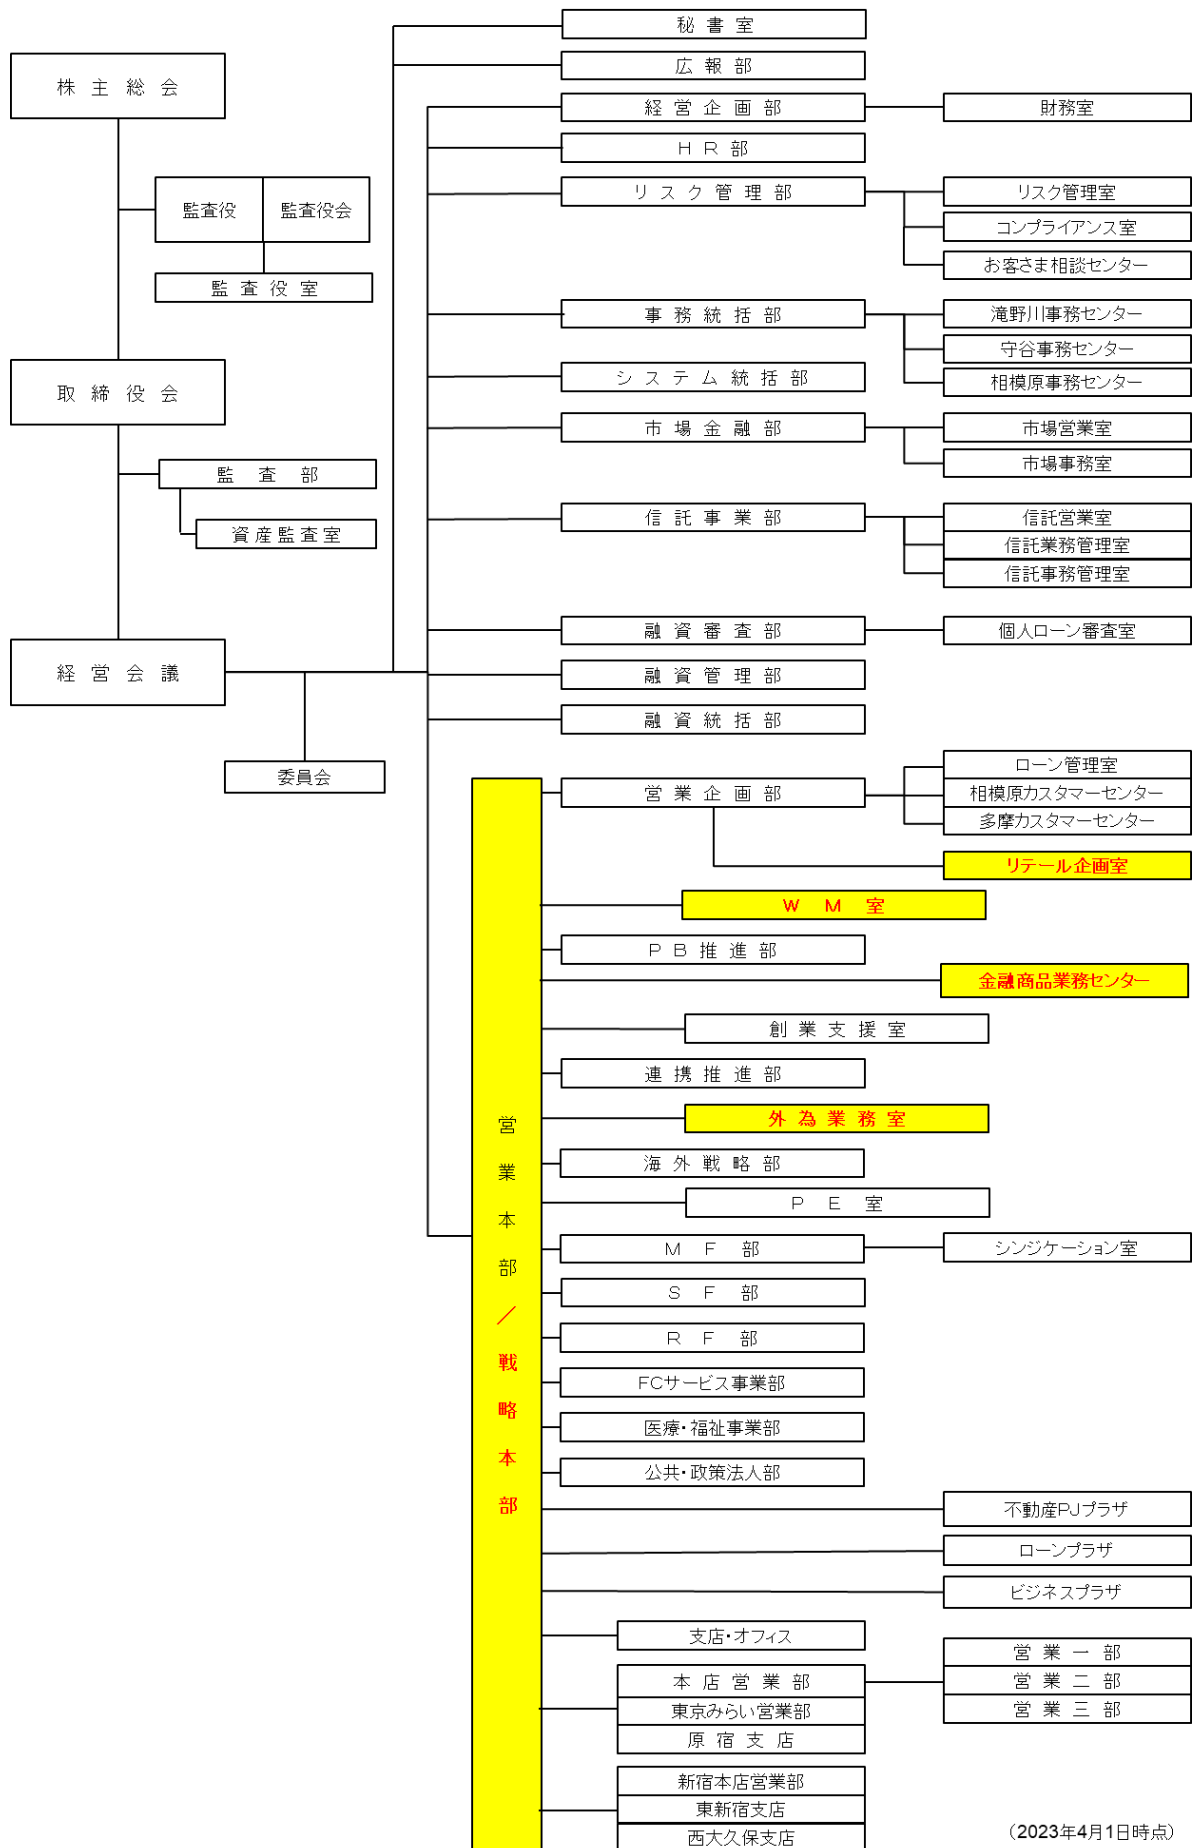 株主総会
監査役
監査役会
監査役室
取締役会
監査部
資産監査室
経営会議
委員会
秘書室
広報部
経営企画部
財務室
HR部
リスク管理部
リスク管理室
コンプライアンス室
お客さま相談センター
事務統括部
滝野川事務センター
守谷事務センター
相模原事務センター
システム統括部
市場金融部
市場営業室
市場事務室
信託事業部
信託営業室
信託業務管理室
信託事務管理室
融資審査部
個人ローン審査室
融資管理部
融資統括部
営業本部／戦略本部
営業企画部
ローン管理室
相模原カスタマーセンター
多摩カスタマーセンター
リテール企画室
WM室
PB推進部
金融商品業務センター
創業支援室
連携推進部
外為業務室
海外戦略部
PE室
MF部
シンジケーション室
SF部
RF部
FCサービス事業部
医療・福祉事業部
公共・政策法人部
不動産PJプラザ
ローンプラザ
ビジネスプラザ
支店・オフィス
本店営業部
営業一部
営業二部
営業三部
東京みらい営業部
原宿支店
新宿本店営業部
東新宿支店
西大久保支店
（2023年4月1日時点）